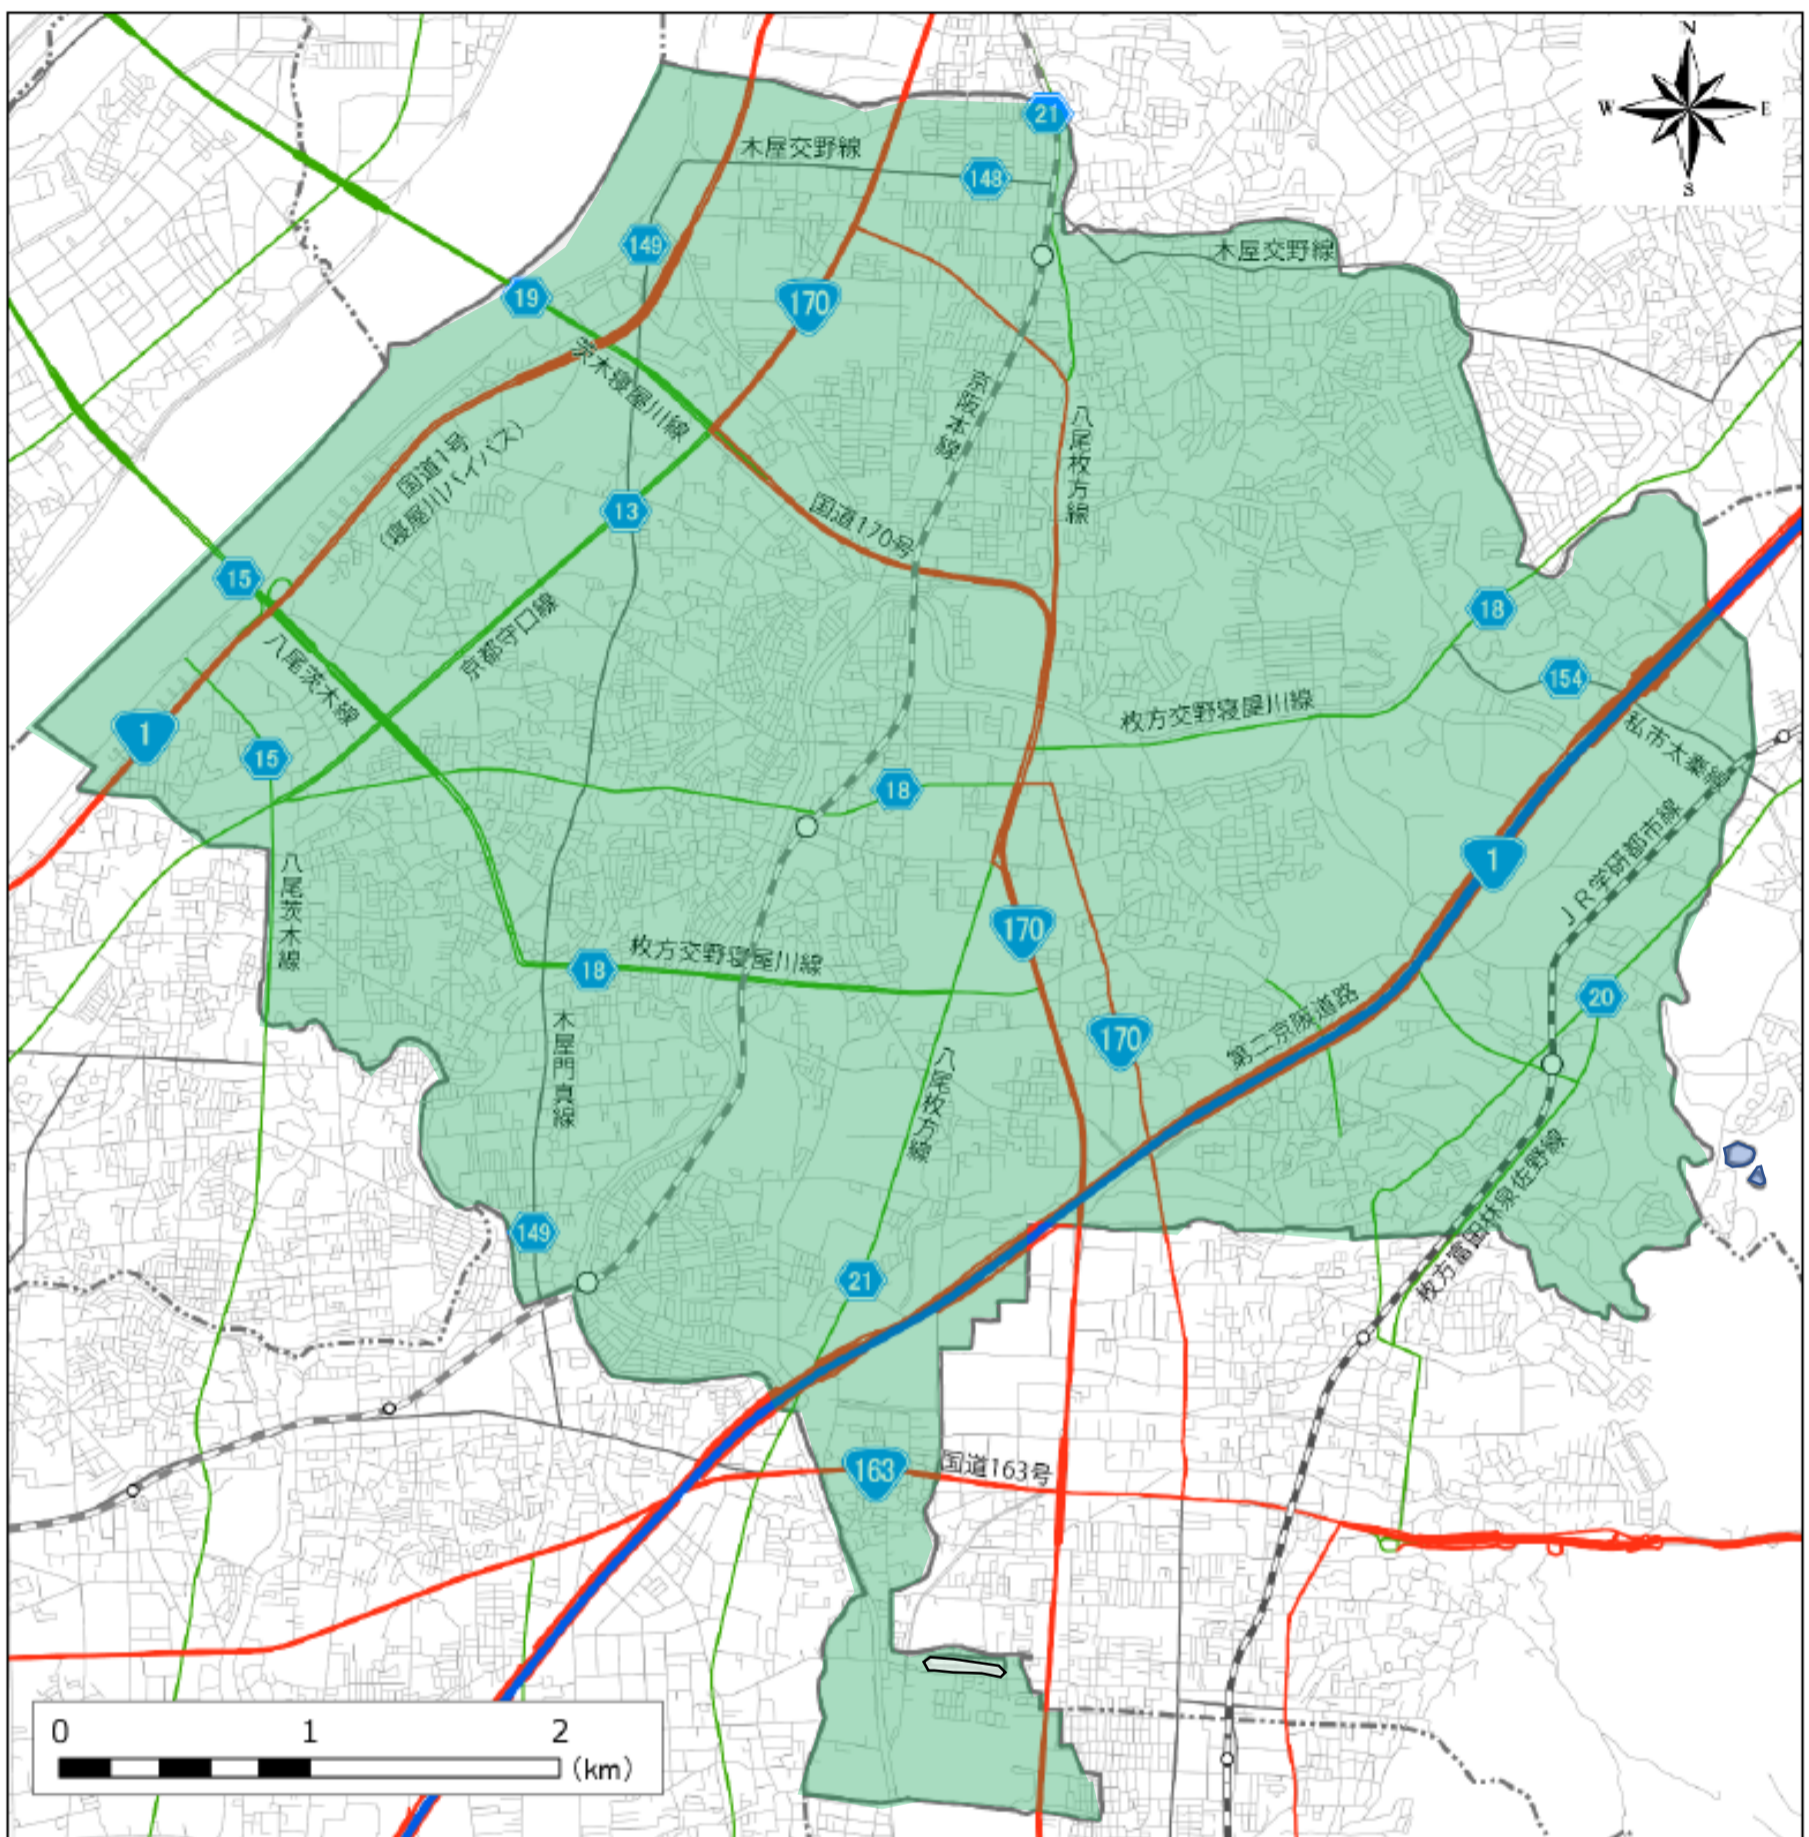 N
W
E
S
21
木屋交野線
148
149
木屋交野線
19
170
茨木寝屋川線
京阪本線
八尾枚方線
国道1号
(寝屋川バイパス)
13
国道170号
15
18
京都守口線
八尾茨木線
154
枚方交野寝屋川線
私市太秦線
1
15
18
JR学研都市線
1
八尾茨木線
170
枚方交野寝屋川線
18
20
第二京阪道路
170
木屋門真線
八尾枚方線
枚方富田林泉佐野線
149
21
163
国道163号
0
1
2
(km)